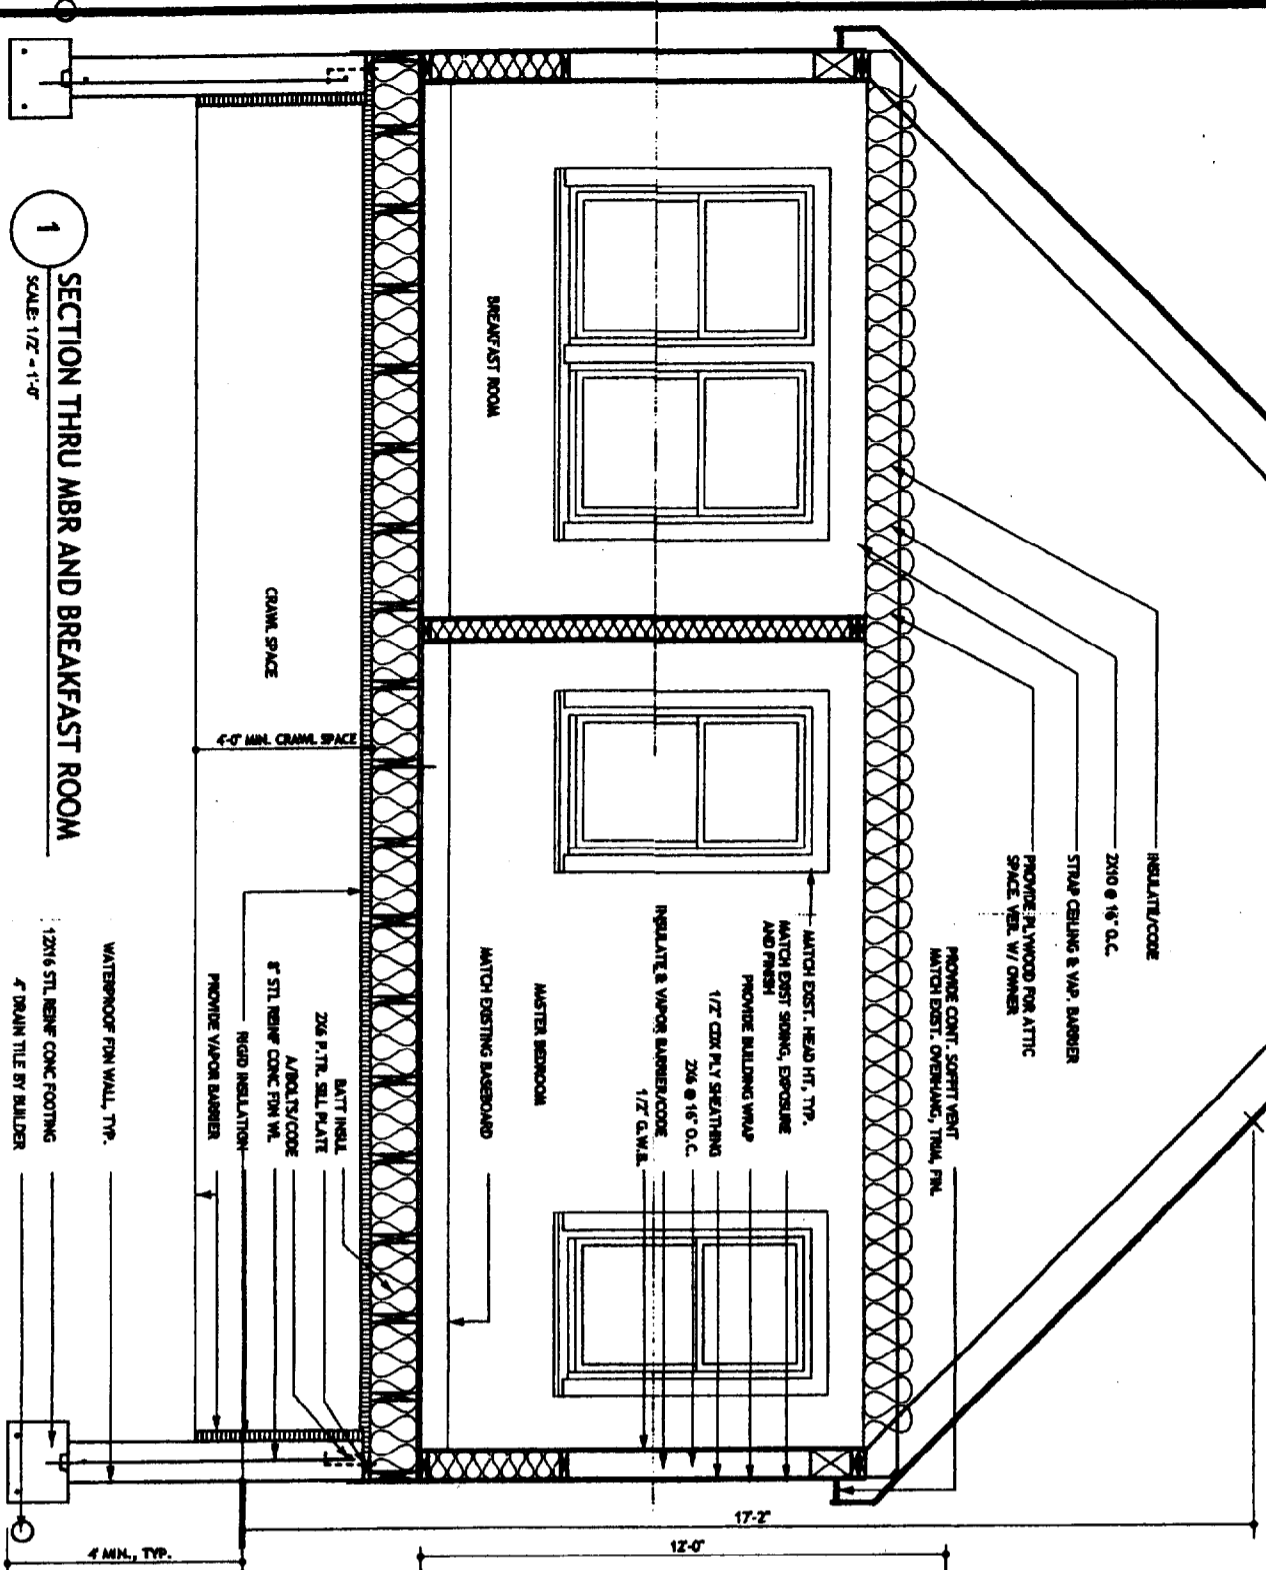 INSULATE/CODE
2X10 @ 16" O.C.
STRAP CEILING & VAP. BARRIER
PROVIDE PLYWOOD FOR ATTIC
SPACE. VER. W/ OWNER
PROVIDE CONT. SOFFIT VENT
MATCH EXIST. OVERHANG, TRIM, FIN.
MATCH EXIST. HEAD HT., TYP.
MATCH EXIST SIDING, EXPOSURE
AND FINISH
PROVIDE BUILDING WRAP
1/2" CDX PLY SHEATHING
2X6 @ 16" O.C.
INSULATE & VAPOR BARRIER/CODE
1/2" G.W.B.
BREAKFAST ROOM
MASTER BEDROOM
MATCH EXISTING BASEBOARD
17'-2"
12'-0"
BATT INSUL
2X6 P.TR. SILL PLATE
A/BOLTS/CODE
8" STL REINF CONC FDN WL
RIGID INSULATION
PROVIDE VAPOR BARRIER
CRAWL SPACE
4'-0" MIN. CRAWL SPACE
WATERPROOF FDN WALL, TYP.
12X16 STL REINF CONC FOOTING
4" DRAIN TILE BY BUILDER
4' MIN., TYP.
1
SECTION THRU MBR AND BREAKFAST ROOM
SCALE: 1/2" = 1'-0"